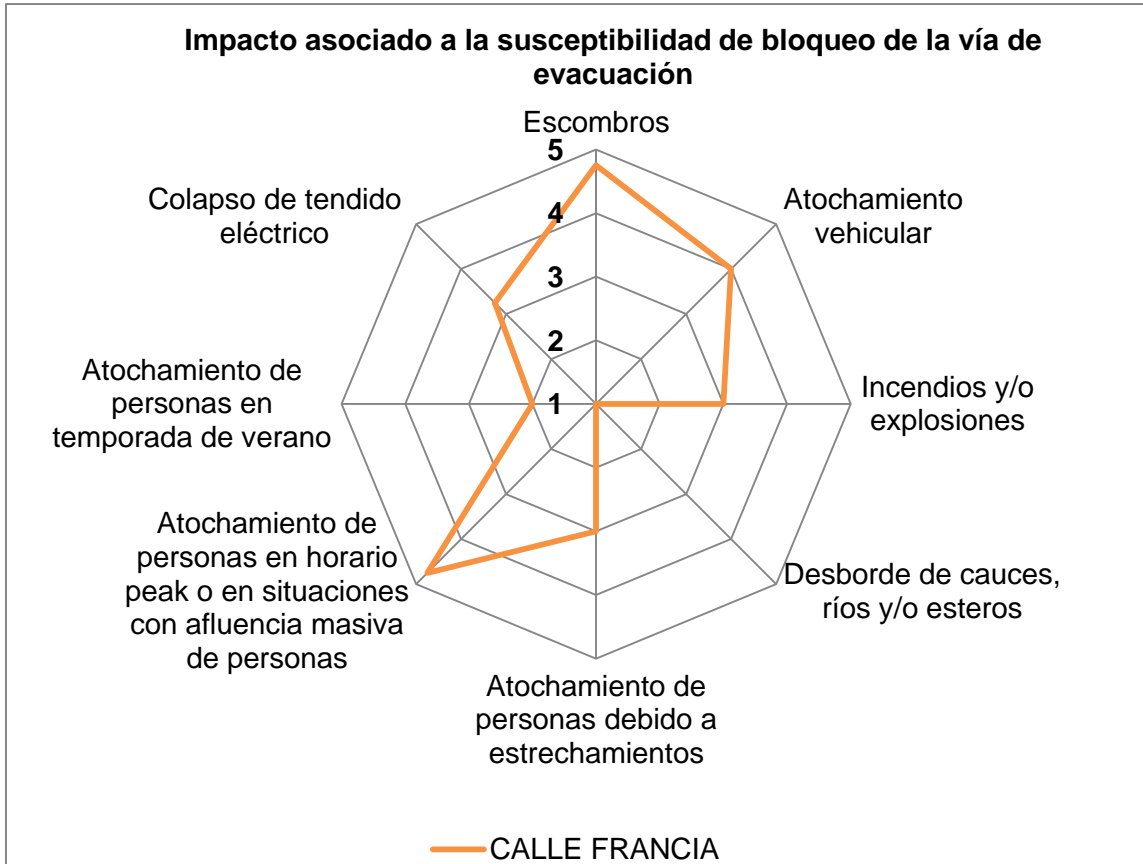 Impacto asociado a la susceptibilidad de bloqueo de la vía de
evacuación
Escombros
5
4
3
2
1
Atochamiento
vehicular
Incendios y/o
explosiones
Desborde de cauces,
ríos y/o esteros
Atochamiento de
personas debido a
estrechamientos
Atochamiento de
personas en horario
peak o en situaciones
con afluencia masiva
de personas
Atochamiento de
personas en
temporada de verano
Colapso de tendido
eléctrico
CALLE FRANCIA